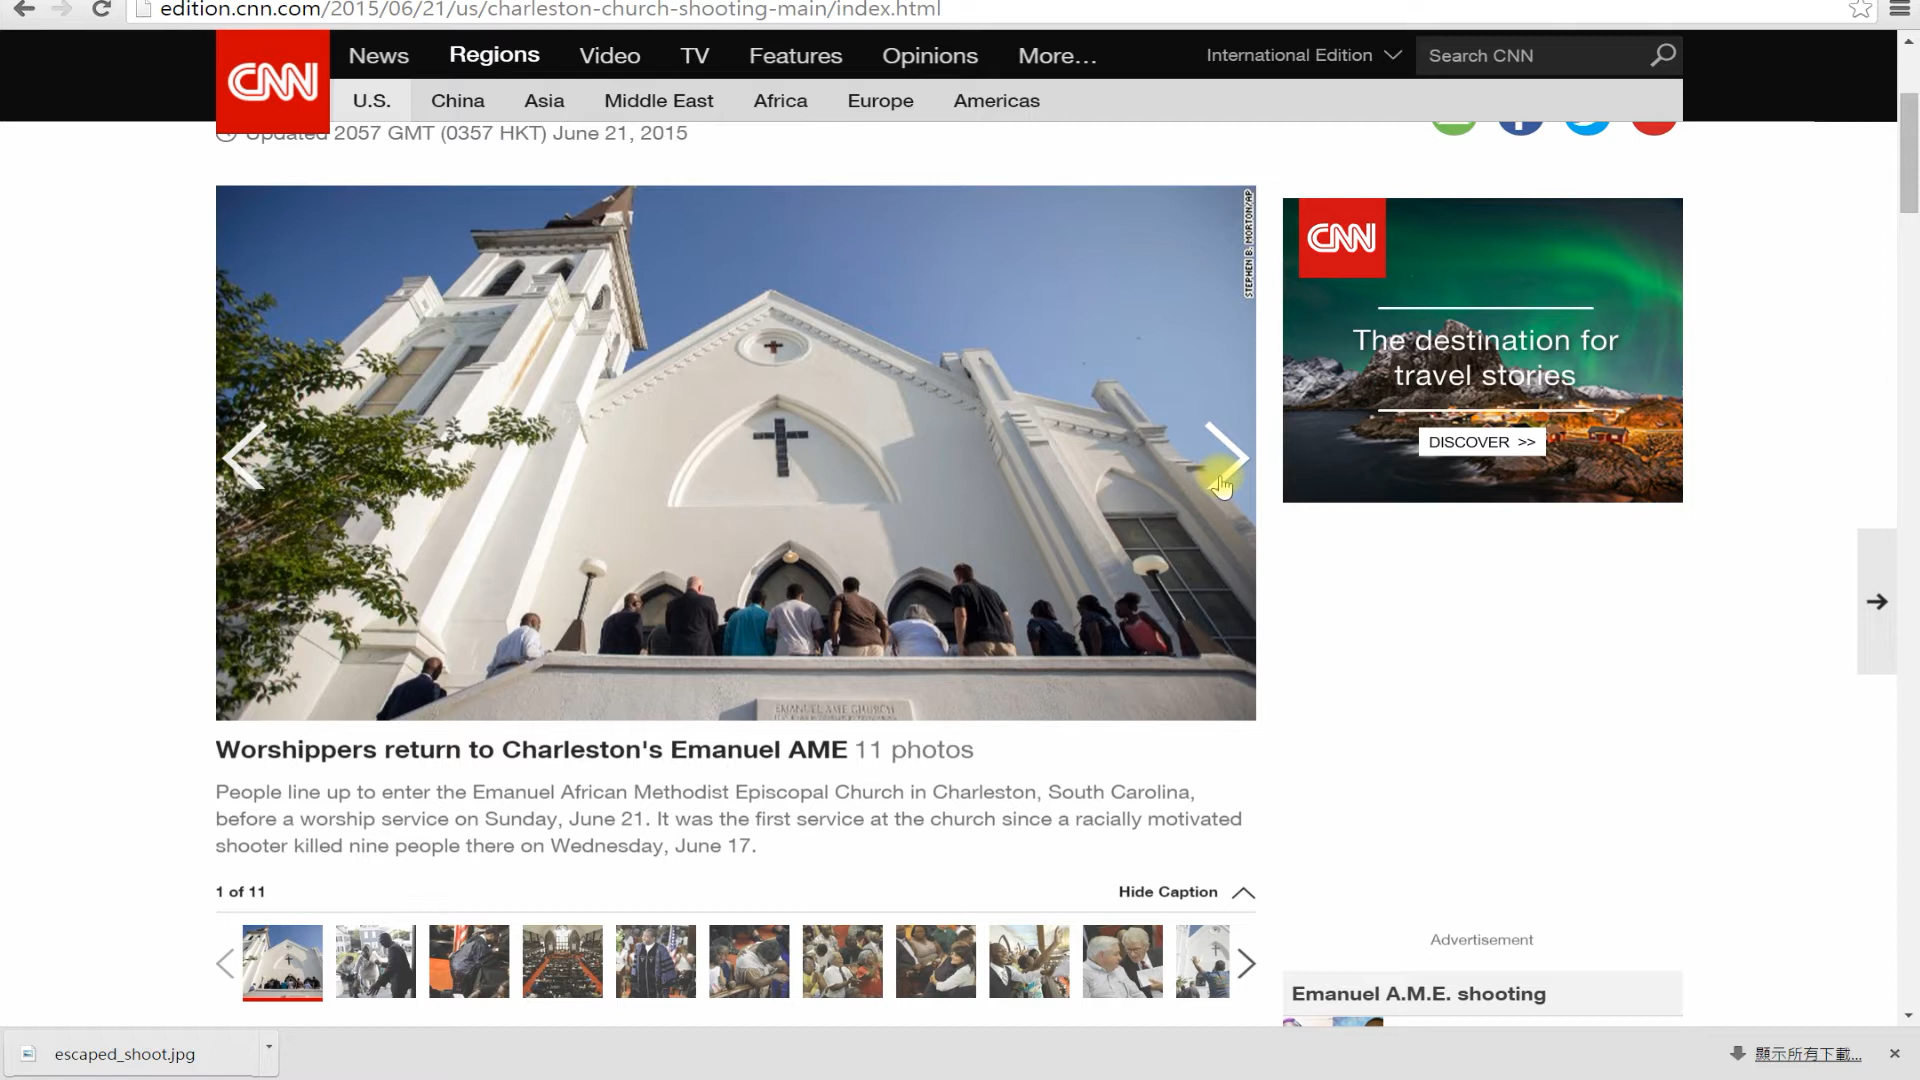 edition.cnn.com/2015/06/21/us/charleston-church-shooting-main/index.html
CNN
News Regions Video TV Features Opinions More... International Edition Search CNN
U.S. China Asia Middle East Africa Europe Americas
Updated 2057 GMT (0357 HKT) June 21, 2015
STEPHEN B. MORTON/AP
CNN
The destination for
travel stories
DISCOVER >>
EMANUEL AME CHURCH
Worshippers return to Charleston's Emanuel AME 11 photos
People line up to enter the Emanuel African Methodist Episcopal Church in Charleston, South Carolina,
before a worship service on Sunday, June 21. It was the first service at the church since a racially motivated
shooter killed nine people there on Wednesday, June 17.
1 of 11 Hide Caption
Advertisement
Emanuel A.M.E. shooting
escaped_shoot.jpg
顯示所有下載...